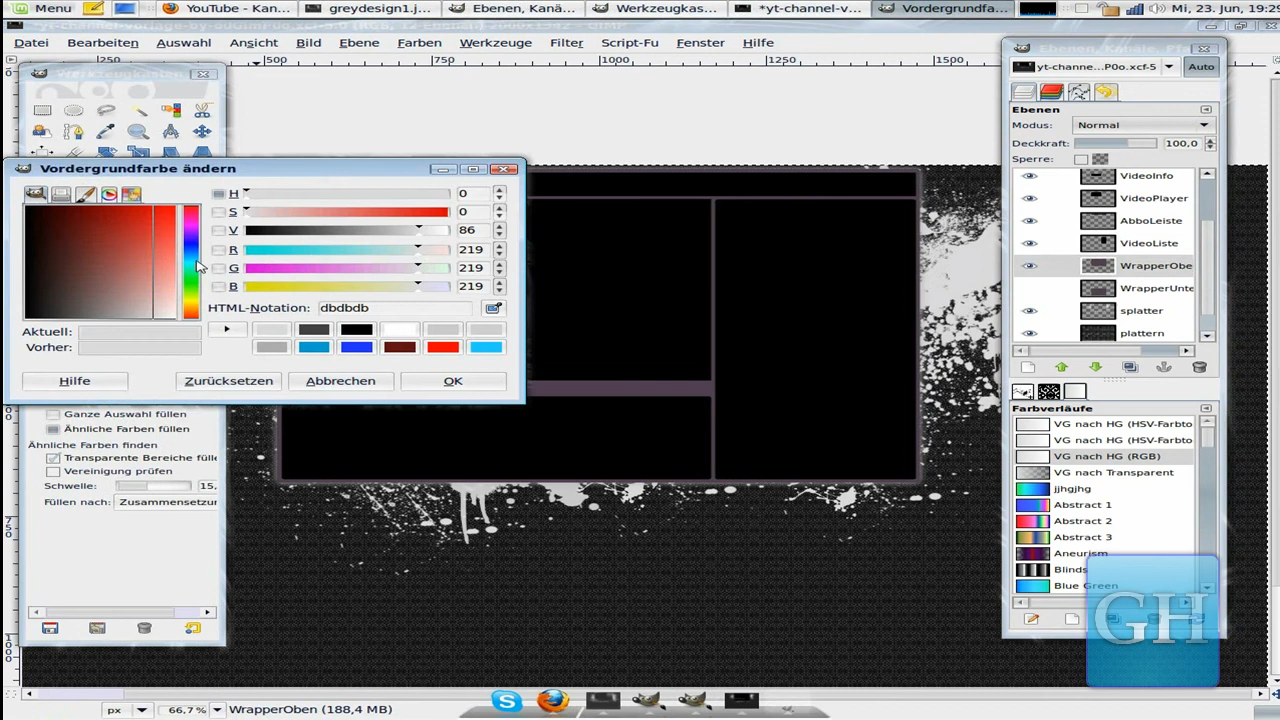 Menu
YouTube - Kan...
greydesign1.j...
Ebenen, Kanä...
Werkzeugkas...
*yt-channel-v...
Vordergrundfa...
Mi, 23. Jun, 19:29
Datei Bearbeiten Auswahl Ansicht Bild Ebene Farben Werkzeuge Filter Script-Fu Fenster Hilfe
250 500 750 1000 1250 1500
Werkzeugkasten
Ebenen, Kanäle, Pfa...
yt-channe...P0o.xcf-5
Auto
Ebenen
Modus: Normal
Deckkraft: 100,0
Sperre:
VideoInfo
VideoPlayer
AbboLeiste
VideoListe
WrapperObe
WrapperUnte
splatter
plattern
Vordergrundfarbe ändern
H 0
S 0
V 86
R 219
G 219
B 219
HTML-Notation: dbdbdb
Aktuell:
Vorher:
Hilfe Zurücksetzen Abbrechen OK
Ganze Auswahl füllen
Ähnliche Farben füllen
Ähnliche Farben finden
Transparente Bereiche fülle
Vereinigung prüfen
Schwelle: 15,
Füllen nach: Zusammensetzur
Farbverläufe
VG nach HG (HSV-Farbto
VG nach HG (HSV-Farbto
VG nach HG (RGB)
VG nach Transparent
jjhgjhg
Abstract 1
Abstract 2
Abstract 3
Aneurism
Blinds
Blue Green
GH
px 66,7% WrapperOben (188,4 MB)